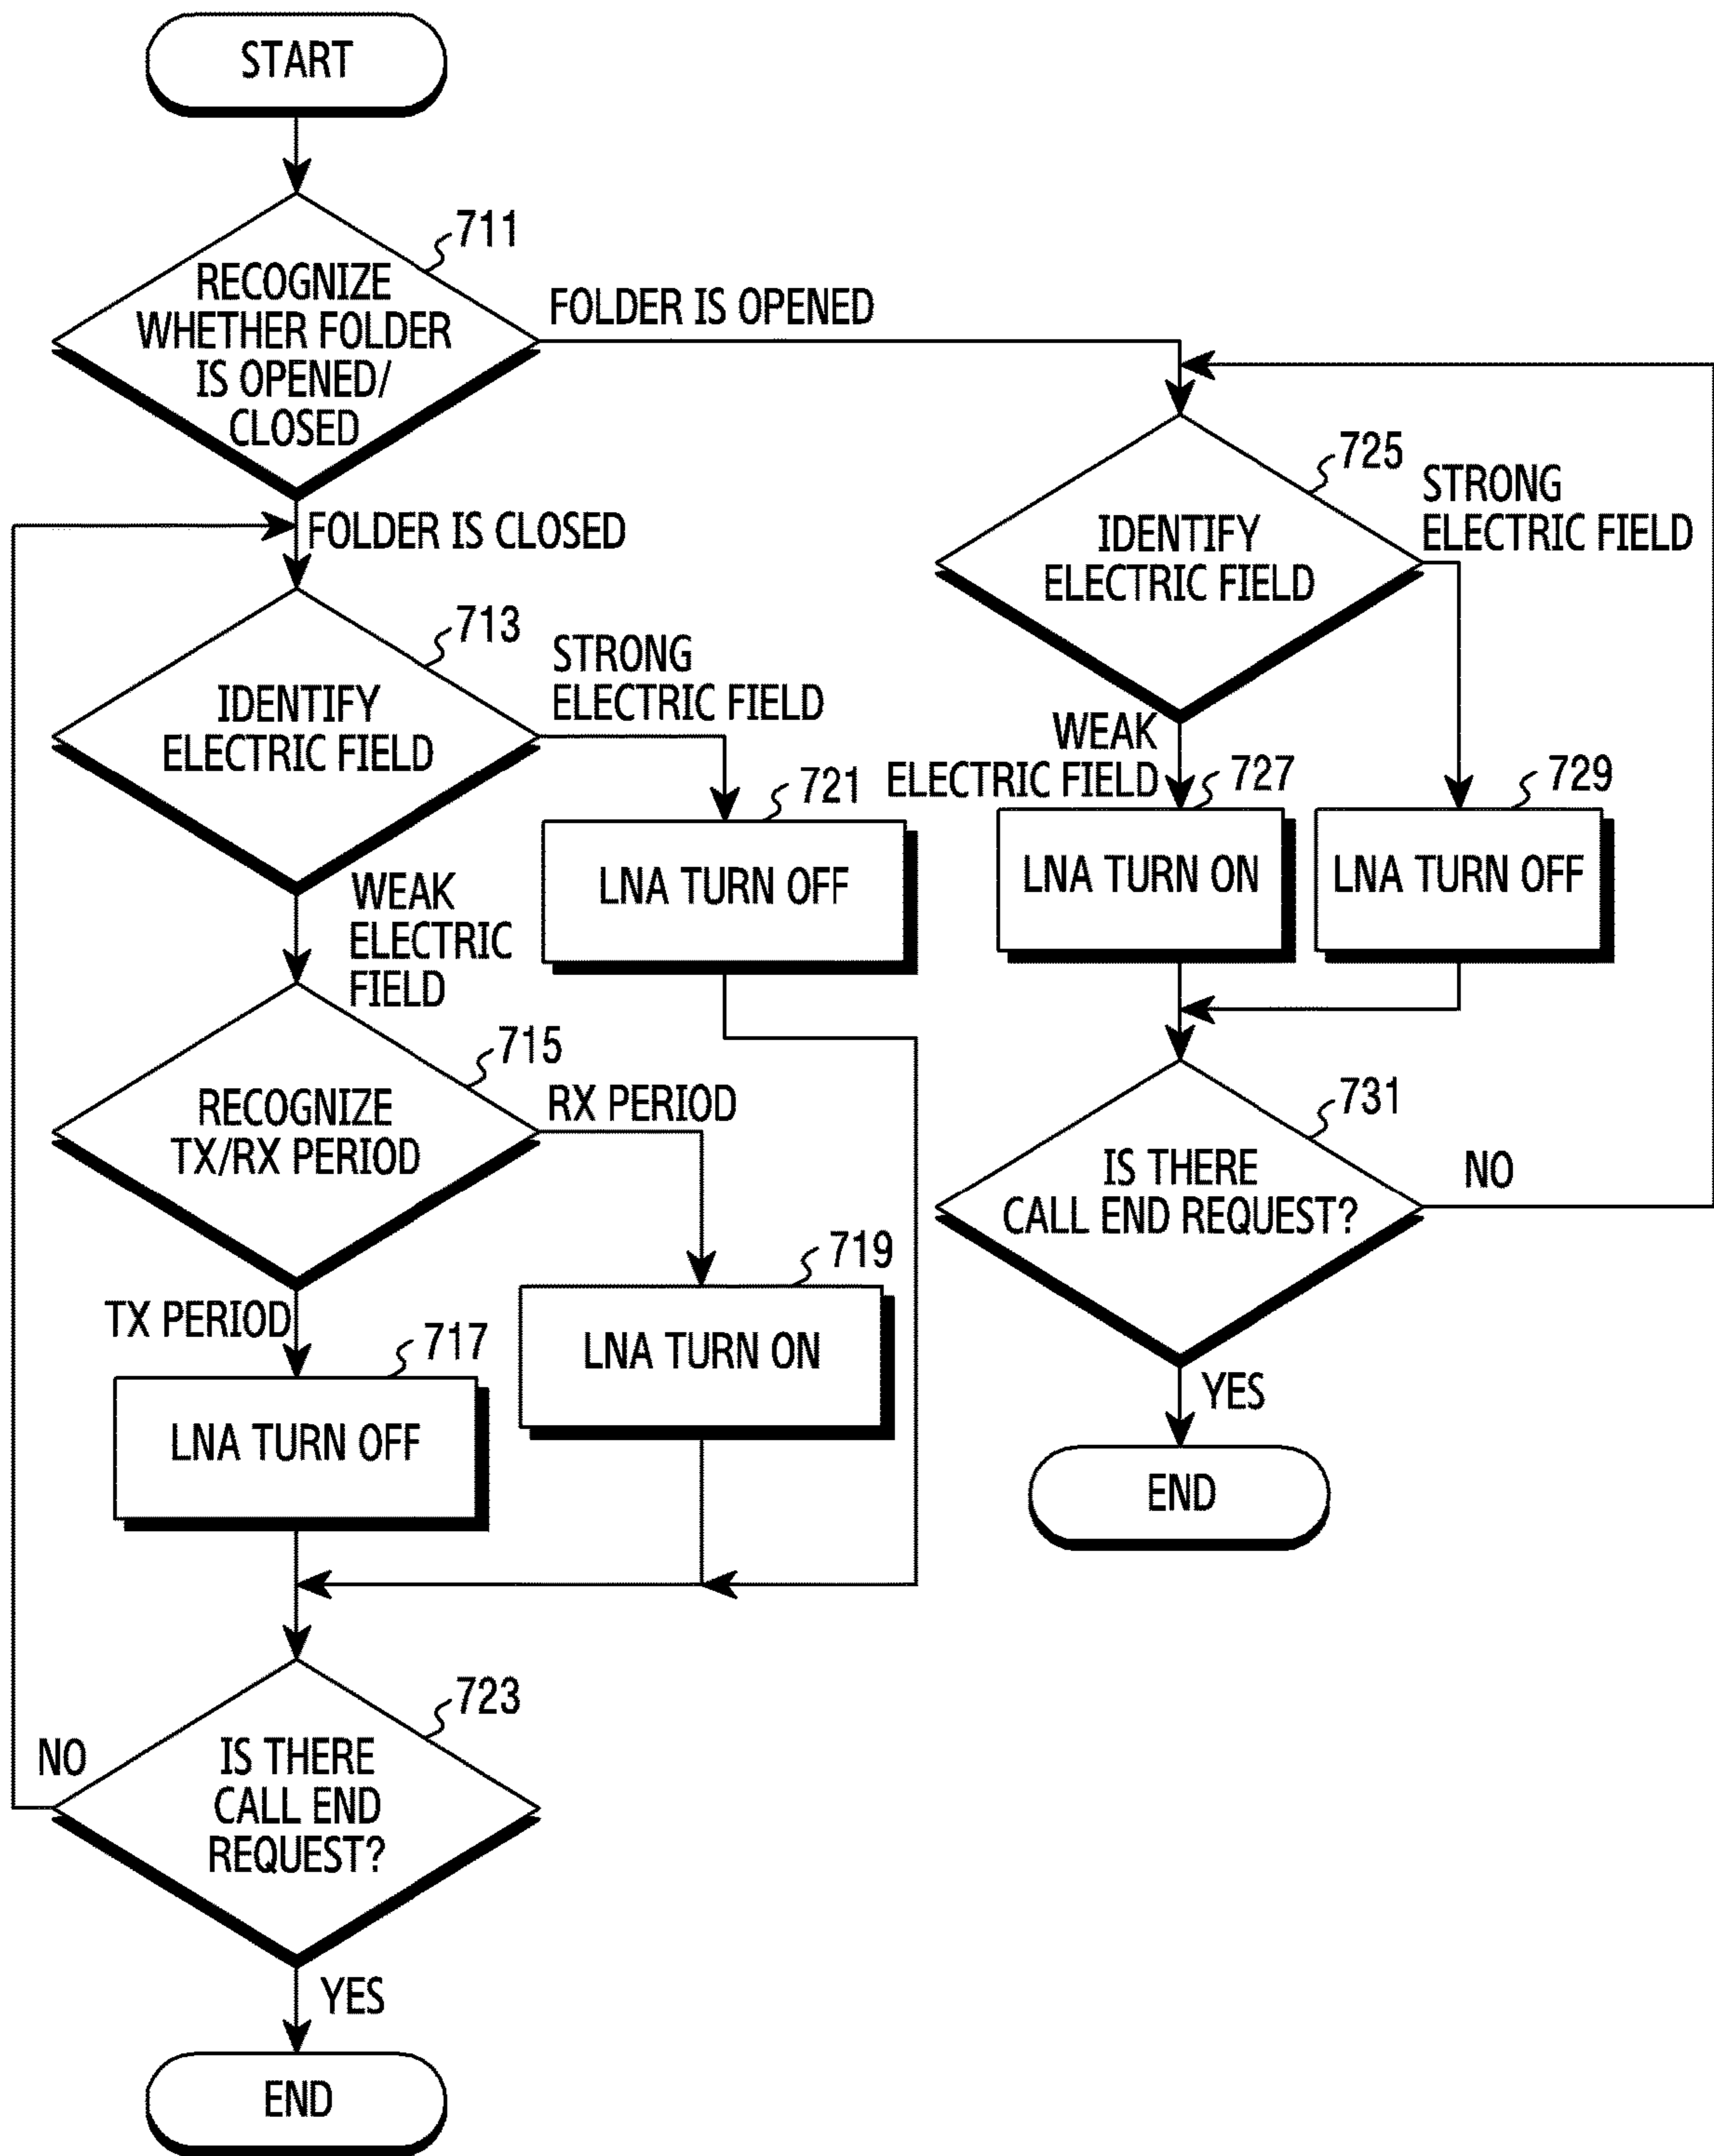 START
711
RECOGNIZE
WHETHER FOLDER
IS OPENED/
CLOSED
FOLDER IS OPENED
FOLDER IS CLOSED
713
IDENTIFY
ELECTRIC FIELD
STRONG
ELECTRIC FIELD
721
LNA TURN OFF
WEAK
ELECTRIC
FIELD
715
RECOGNIZE
TX/RX PERIOD
RX PERIOD
719
LNA TURN ON
TX PERIOD
717
LNA TURN OFF
723
IS THERE
CALL END
REQUEST?
NO
YES
END
725
IDENTIFY
ELECTRIC FIELD
STRONG
ELECTRIC FIELD
WEAK
ELECTRIC FIELD
727
LNA TURN ON
729
LNA TURN OFF
731
IS THERE
CALL END REQUEST?
NO
YES
END